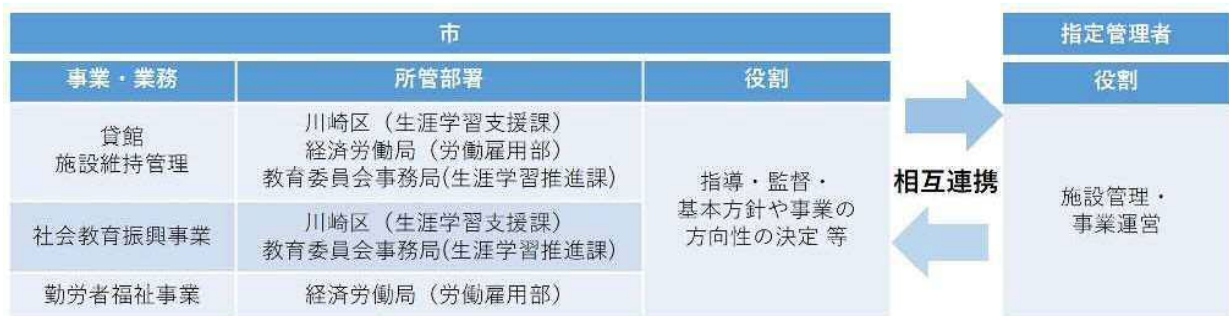 市
事業・業務
所管部署
役割
貸館
施設維持管理
川崎区（生涯学習支援課）
経済労働局（労働雇用部）
教育委員会事務局(生涯学習推進課)
社会教育振興事業
川崎区（生涯学習支援課）
教育委員会事務局(生涯学習推進課)
勤労者福祉事業
経済労働局（労働雇用部）
指導・監督・
基本方針や事業の
方向性の決定 等
相互連携
指定管理者
役割
施設管理・
事業運営